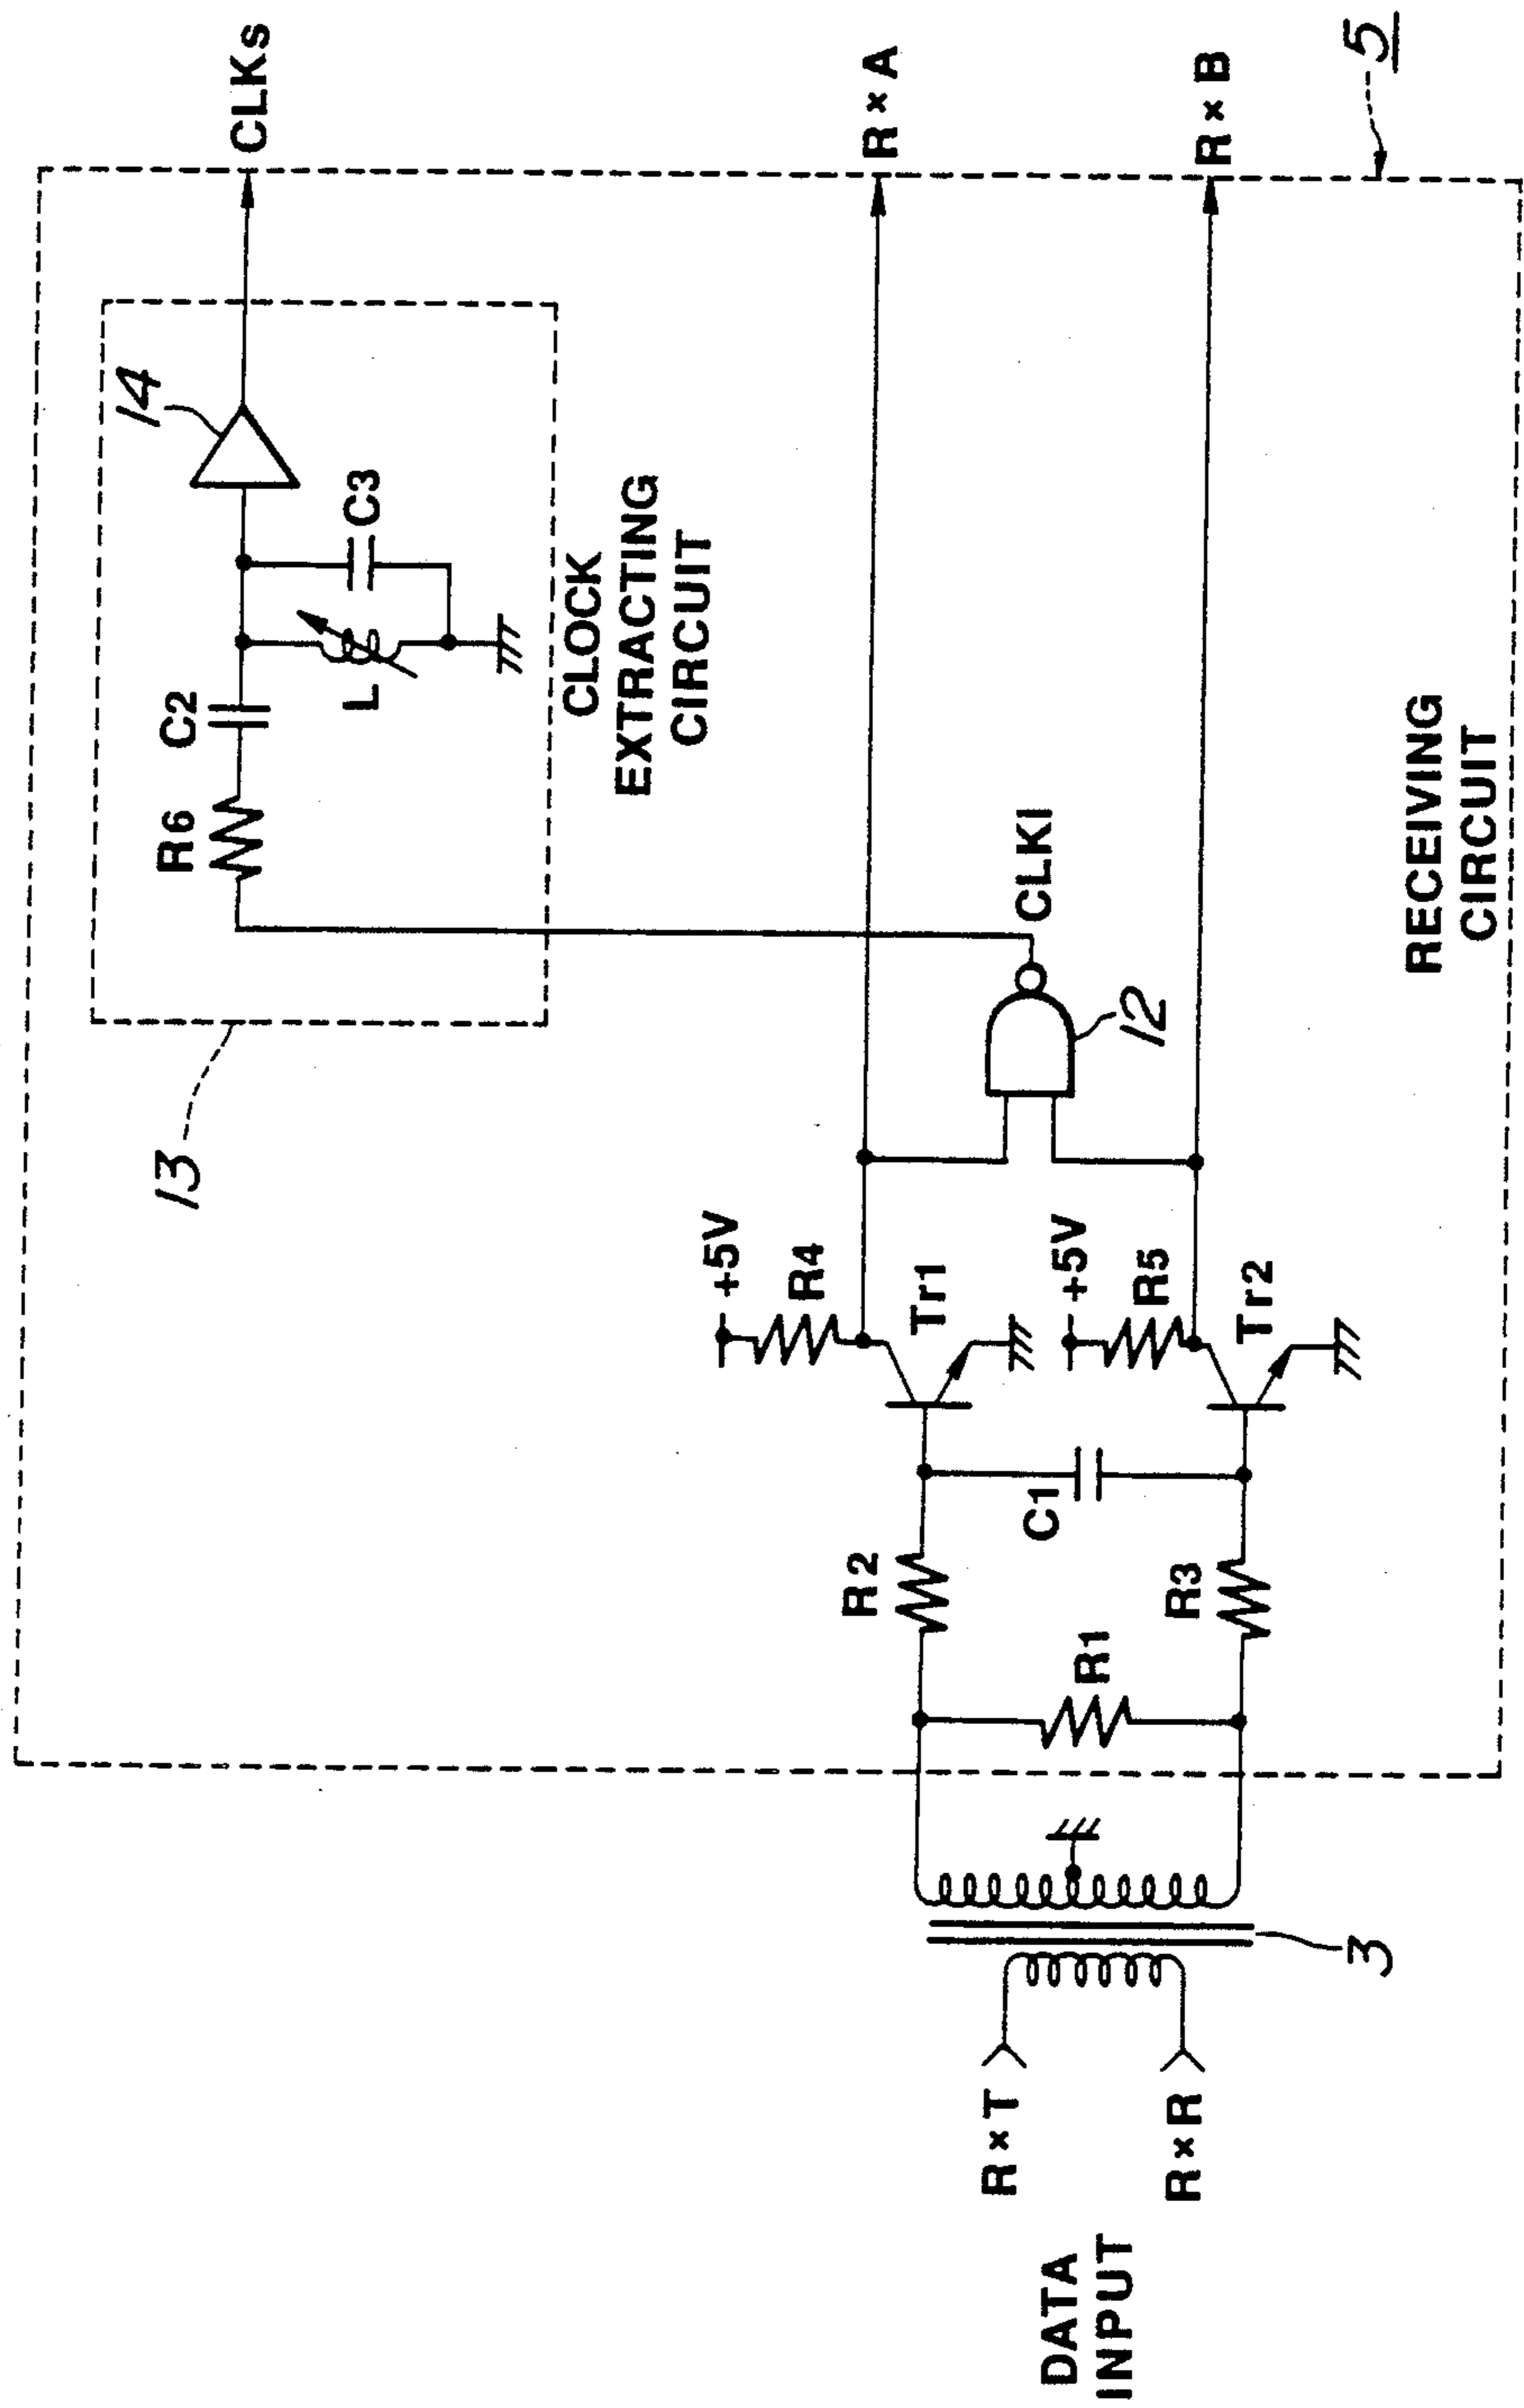 DATA
INPUT
R×T
R×R
3
R1
R2
R3
C1
+5V
R4
Tr1
+5V
R5
Tr2
12
CLKI
13
R6
C2
L
C3
14
CLOCK
EXTRACTING
CIRCUIT
RECEIVING
CIRCUIT
CLKs
R×A
R×B
5